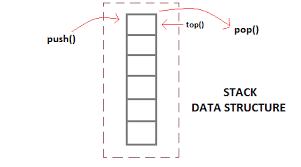 push()
top()
pop()
STACK
DATA STRUCTURE